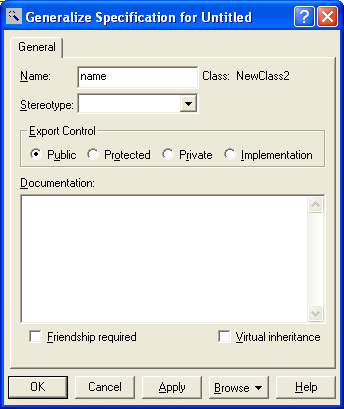 Generalize Specification for Untitled
General
Name: name Class: NewClass2
Stereotype:
Export Control
Public Protected Private Implementation
Documentation:
Friendship required Virtual inheritance
OK Cancel Apply Browse Help